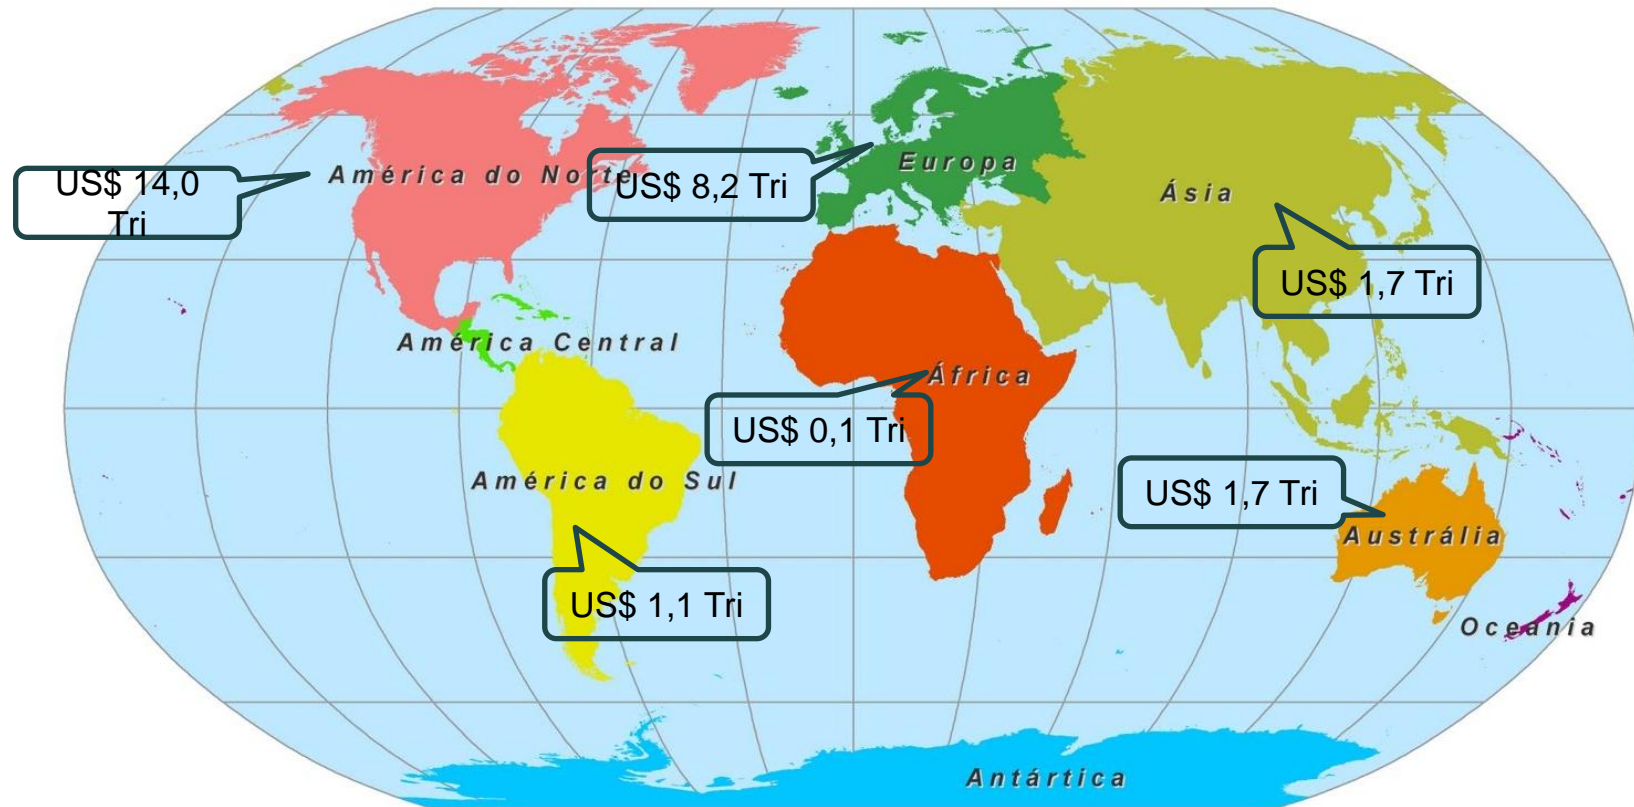 América do Norte
US$ 14,0
Tri
US$ 8,2 Tri
Europa
Ásia
US$ 1,7 Tri
América Central
África
US$ 0,1 Tri
América do Sul
US$ 1,7 Tri
Austrália
US$ 1,1 Tri
Oceania
Antártica